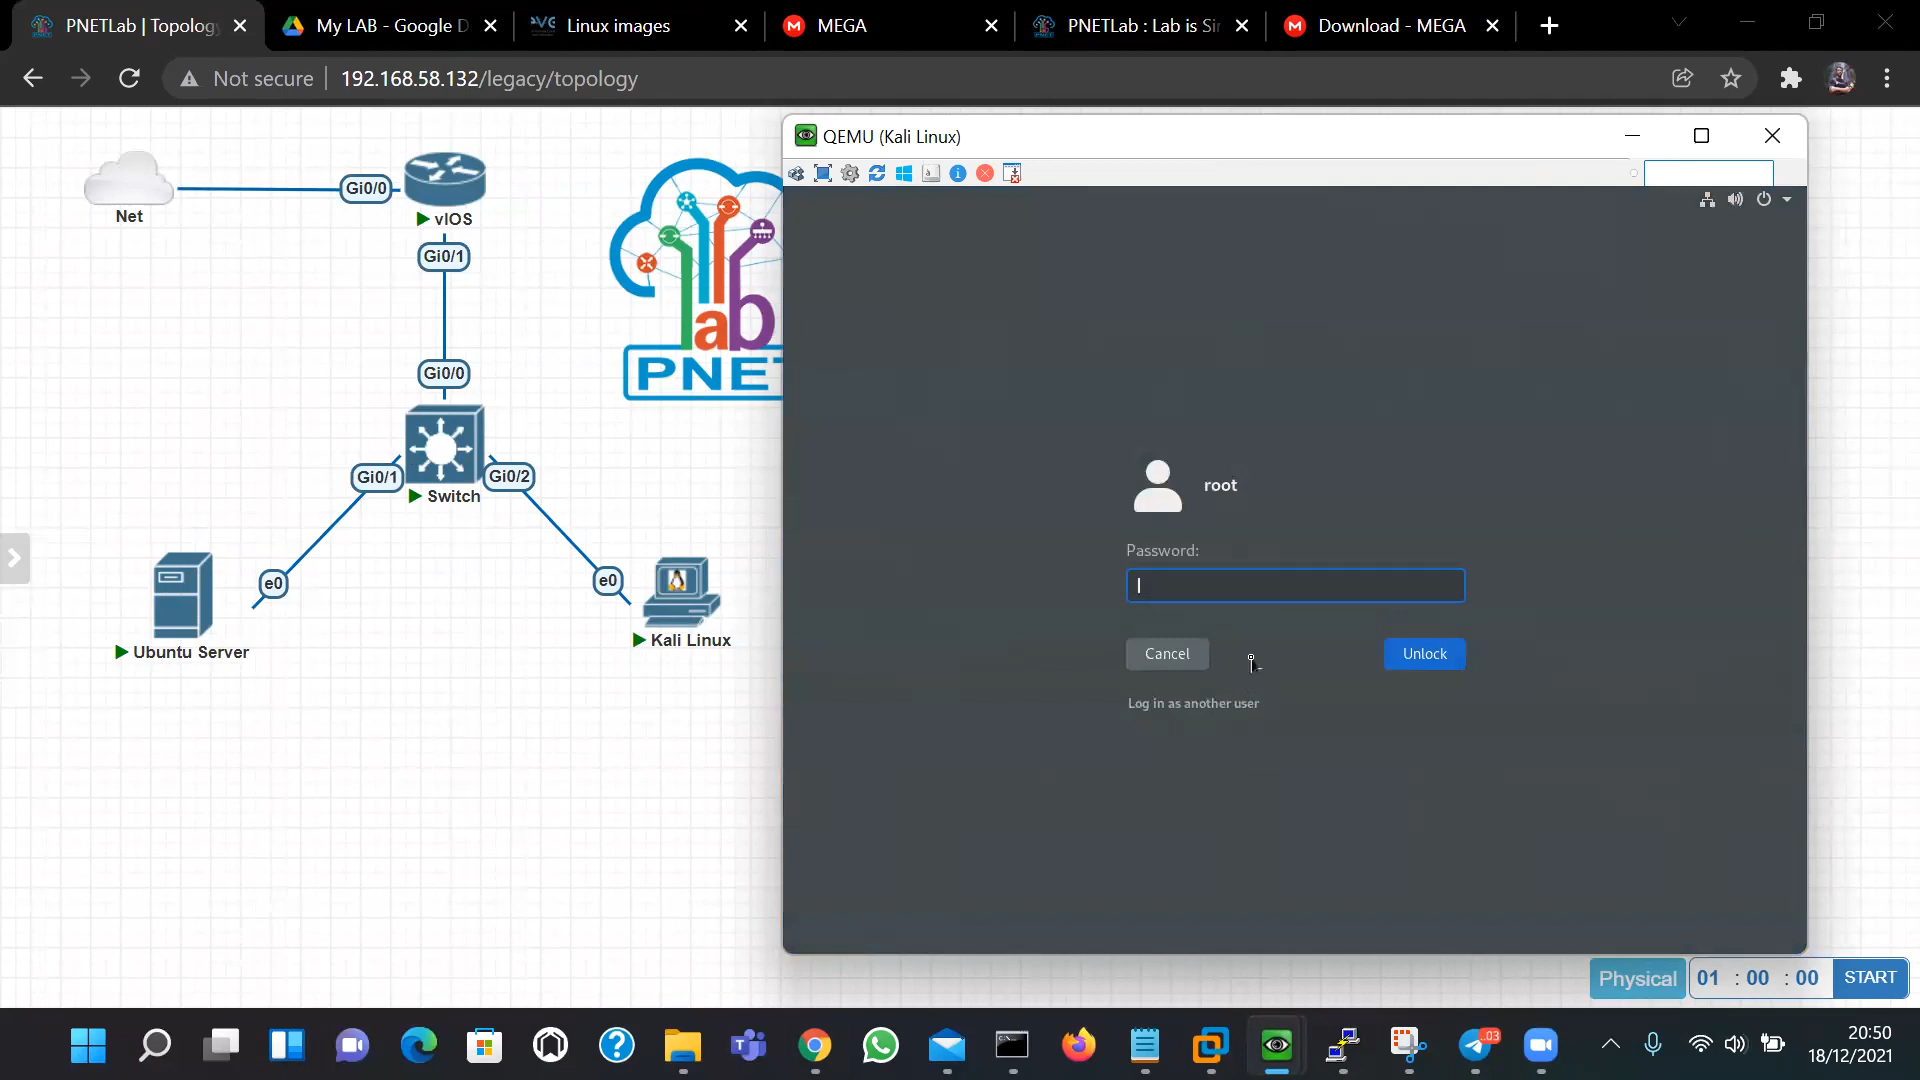 PNETLab | Topology
My LAB - Google D
Linux images
MEGA
PNETLab : Lab is Sir
Download - MEGA
Not secure
192.168.58.132/legacy/topology
QEMU (Kali Linux)
Net
Gi0/0
vIOS
Gi0/1
Gi0/0
Gi0/1
Gi0/2
Switch
e0
e0
Ubuntu Server
Kali Linux
lab
PNET
root
Password:
Cancel
Unlock
Log in as another user
Physical
01 : 00 : 00
START
03
20:50
18/12/2021